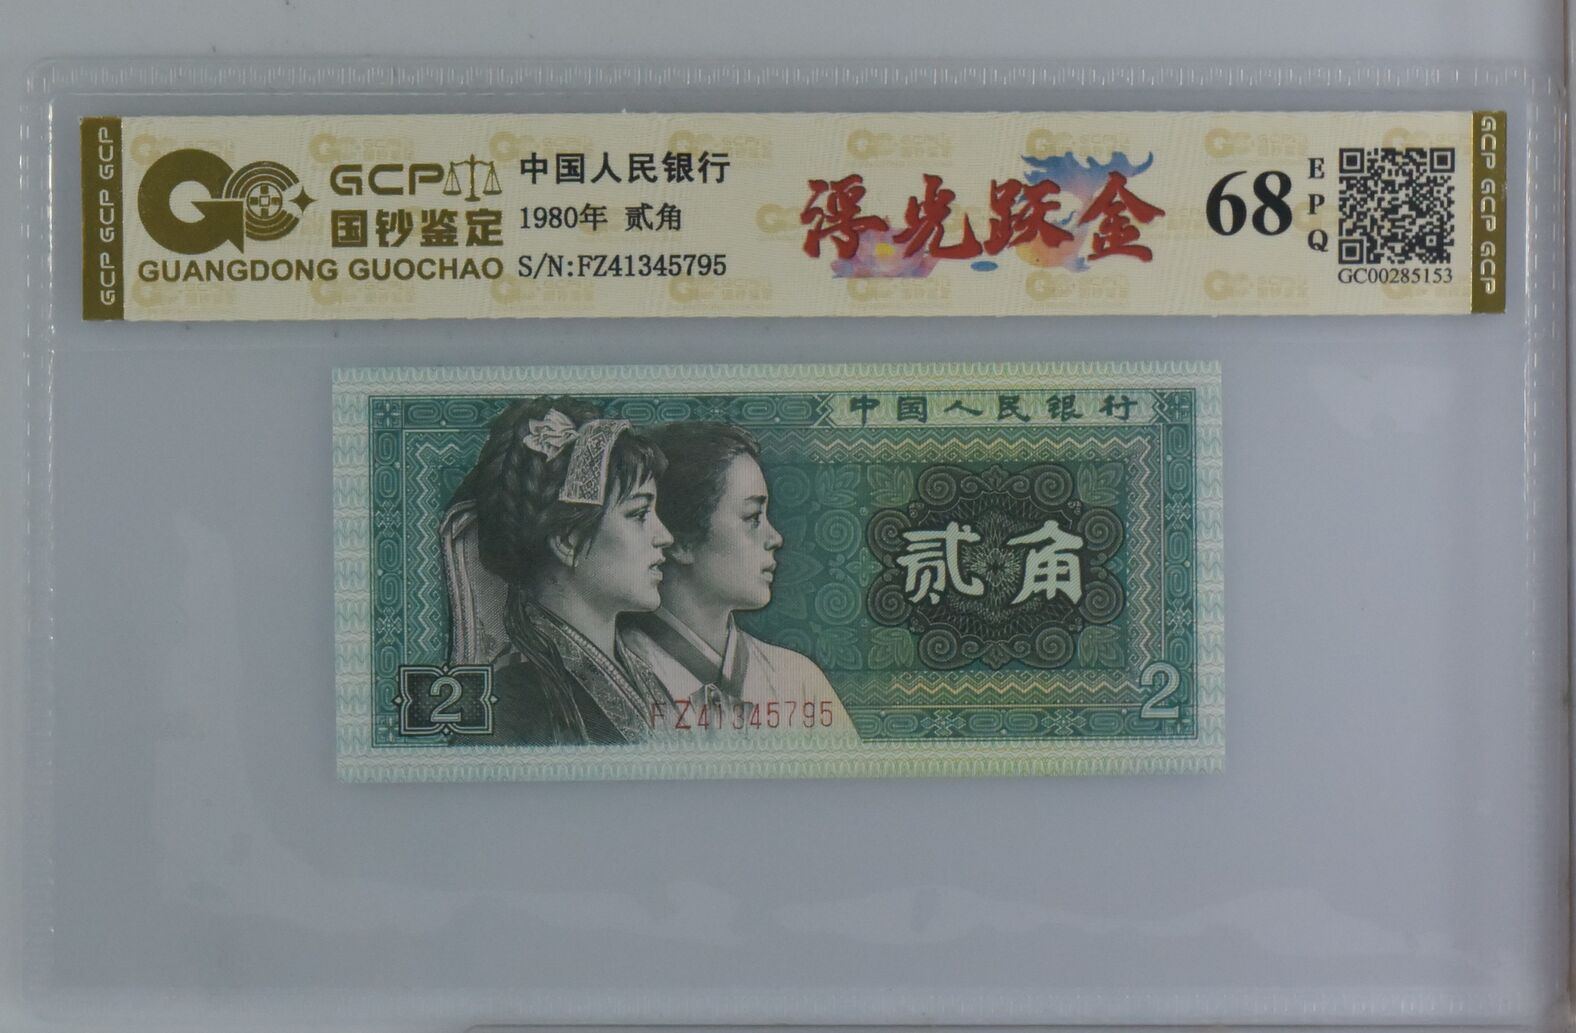 GCP GCP GCP
GCP
国钞鉴定
GUANGDONG GUOCHAO
中国人民银行
1980年 贰角
S/N:FZ41345795
浮光跃金
68
EPQ
GC00285153
GCP GCP GCP
中国人民银行
贰角
2
FZ41345795
2